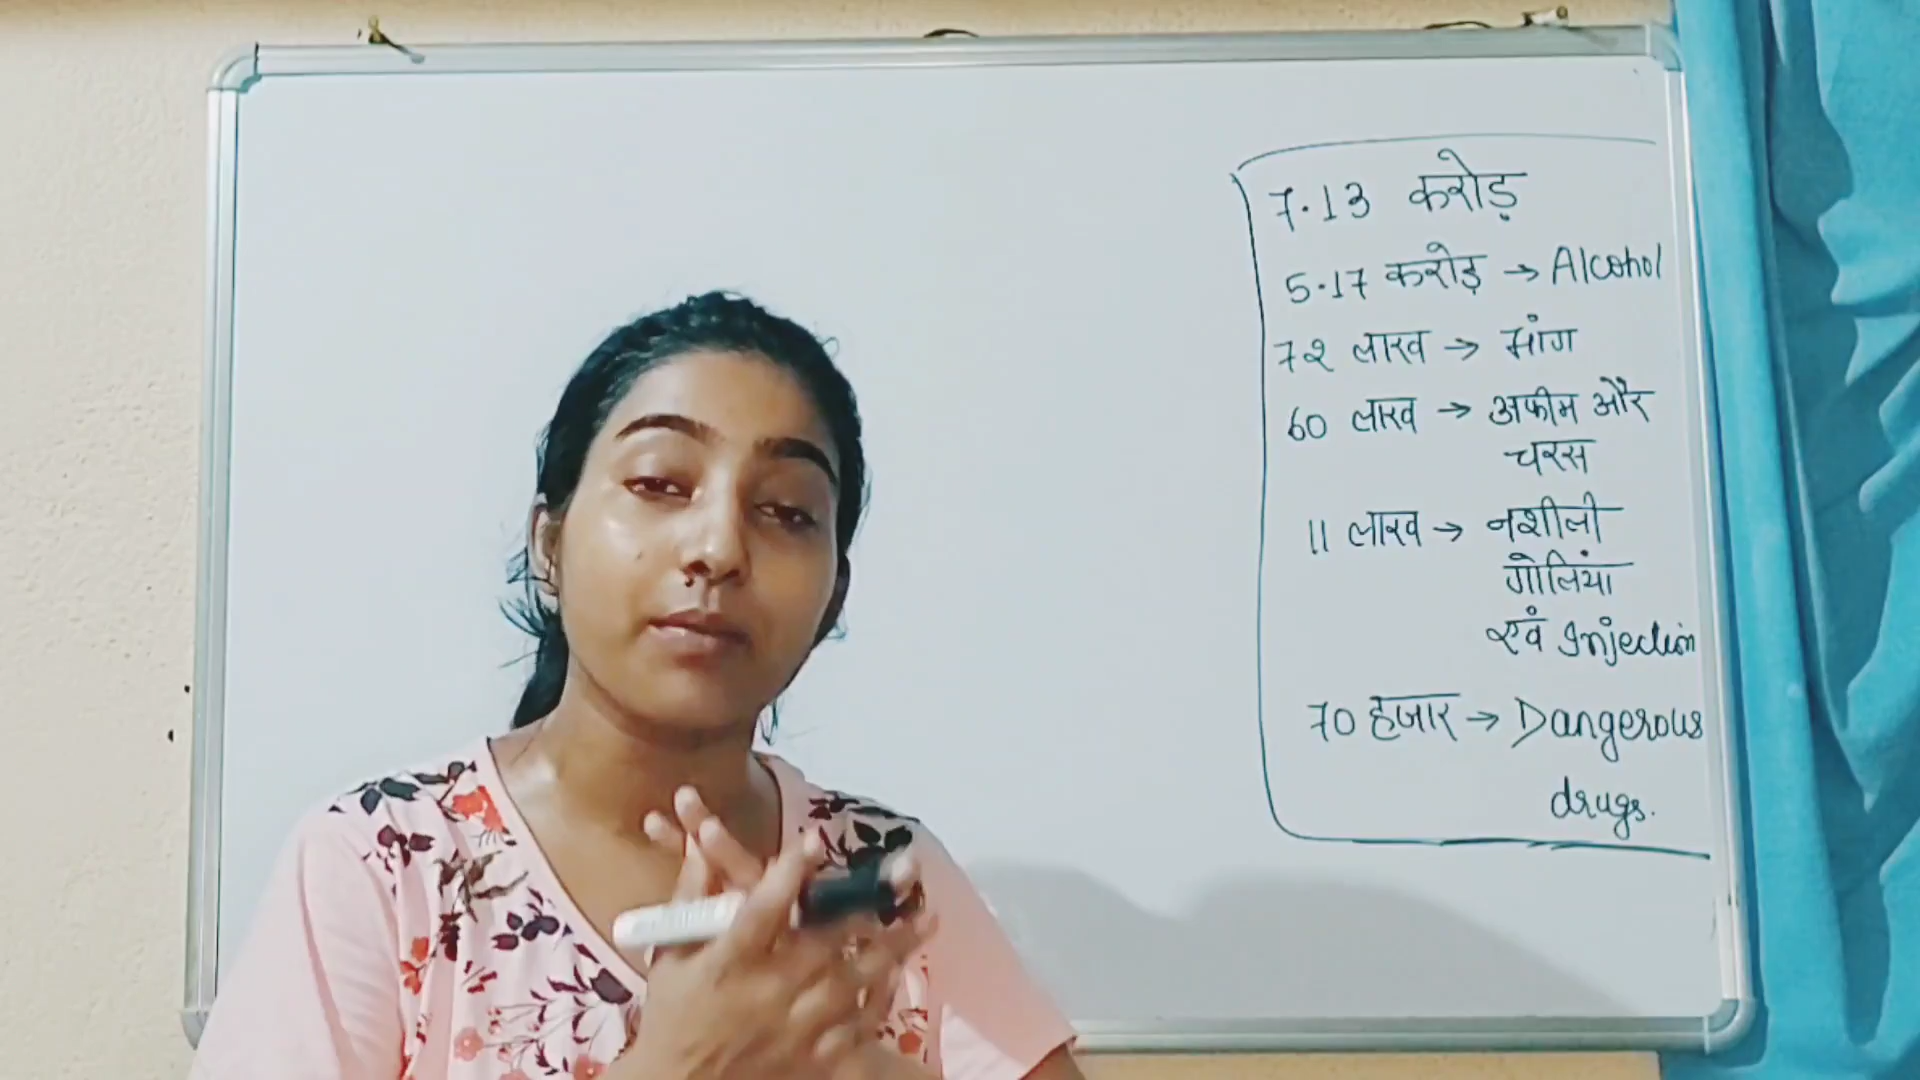 7.13 करोड़
5.17 करोड़ → Alcohol
72 लाख → भांग
60 लाख → अफीम और
चरस
11 लाख → नशीली
गोलियां
एवं Injection
70 हजार → Dangerous
drugs.